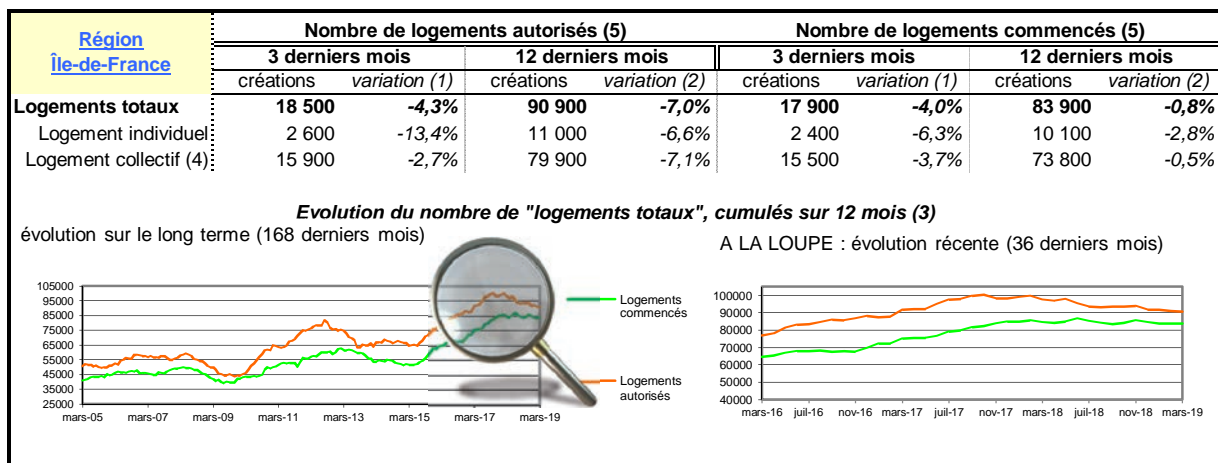 Région
Île-de-France
Nombre de logements autorisés (5) Nombre de logements commencés (5)
3 derniers mois 12 derniers mois 3 derniers mois 12 derniers mois
créations variation (1) créations variation (2) créations variation (1) créations variation (2)
Logements totaux 18 500 -4,3% 90 900 -7,0% 17 900 -4,0% 83 900 -0,8%
Logement individuel 2 600 -13,4% 11 000 -6,6% 2 400 -6,3% 10 100 -2,8%
Logement collectif (4) 15 900 -2,7% 79 900 -7,1% 15 500 -3,7% 73 800 -0,5%
Evolution du nombre de "logements totaux", cumulés sur 12 mois (3)
évolution sur le long terme (168 derniers mois)
105000
95000
85000
75000
65000
55000
45000
35000
25000
mars-05 mars-07 mars-09 mars-11 mars-13 mars-15 mars-17 mars-19
Logements
commencés
Logements
autorisés
A LA LOUPE : évolution récente (36 derniers mois)
100000
90000
80000
70000
60000
50000
40000
mars-16 juil-16 nov-16 mars-17 juil-17 nov-17 mars-18 juil-18 nov-18 mars-19